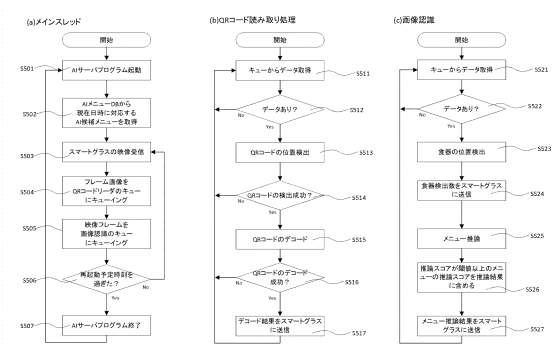 (a)メインスレッド
開始
S501
AIサーバプログラム起動
S502
AIメニューDBから
現在日時に対応する
AI候補メニューを取得
S503
スマートグラスの映像受信
S504
フレーム画像を
QRコードリーダのキュー
にキューイング
S505
映像フレームを
画像認識のキュー
にキューイング
S506
再起動予定時刻を
過ぎた?
No
Yes
S507
AIサーバプログラム終了
(b)QRコード読み取り処理
開始
キューからデータ取得
S511
データあり?
S512
No
Yes
QRコードの位置検出
S513
QRコードの検出成功?
S514
No
Yes
QRコードのデコード
S515
QRコードのデコード
成功?
S516
No
Yes
デコード結果をスマートグラス
に送信
S517
(c)画像認識
開始
キューからデータ取得
S521
データあり?
S522
No
Yes
食器の位置検出
S523
食器検出数をスマートグラス
に送信
S524
メニュー推論
S525
推論スコアが閾値以上のメニュ
ーの推論スコアを推論結果
に含める
S526
メニュー推論結果をスマート
グラスに送信
S527